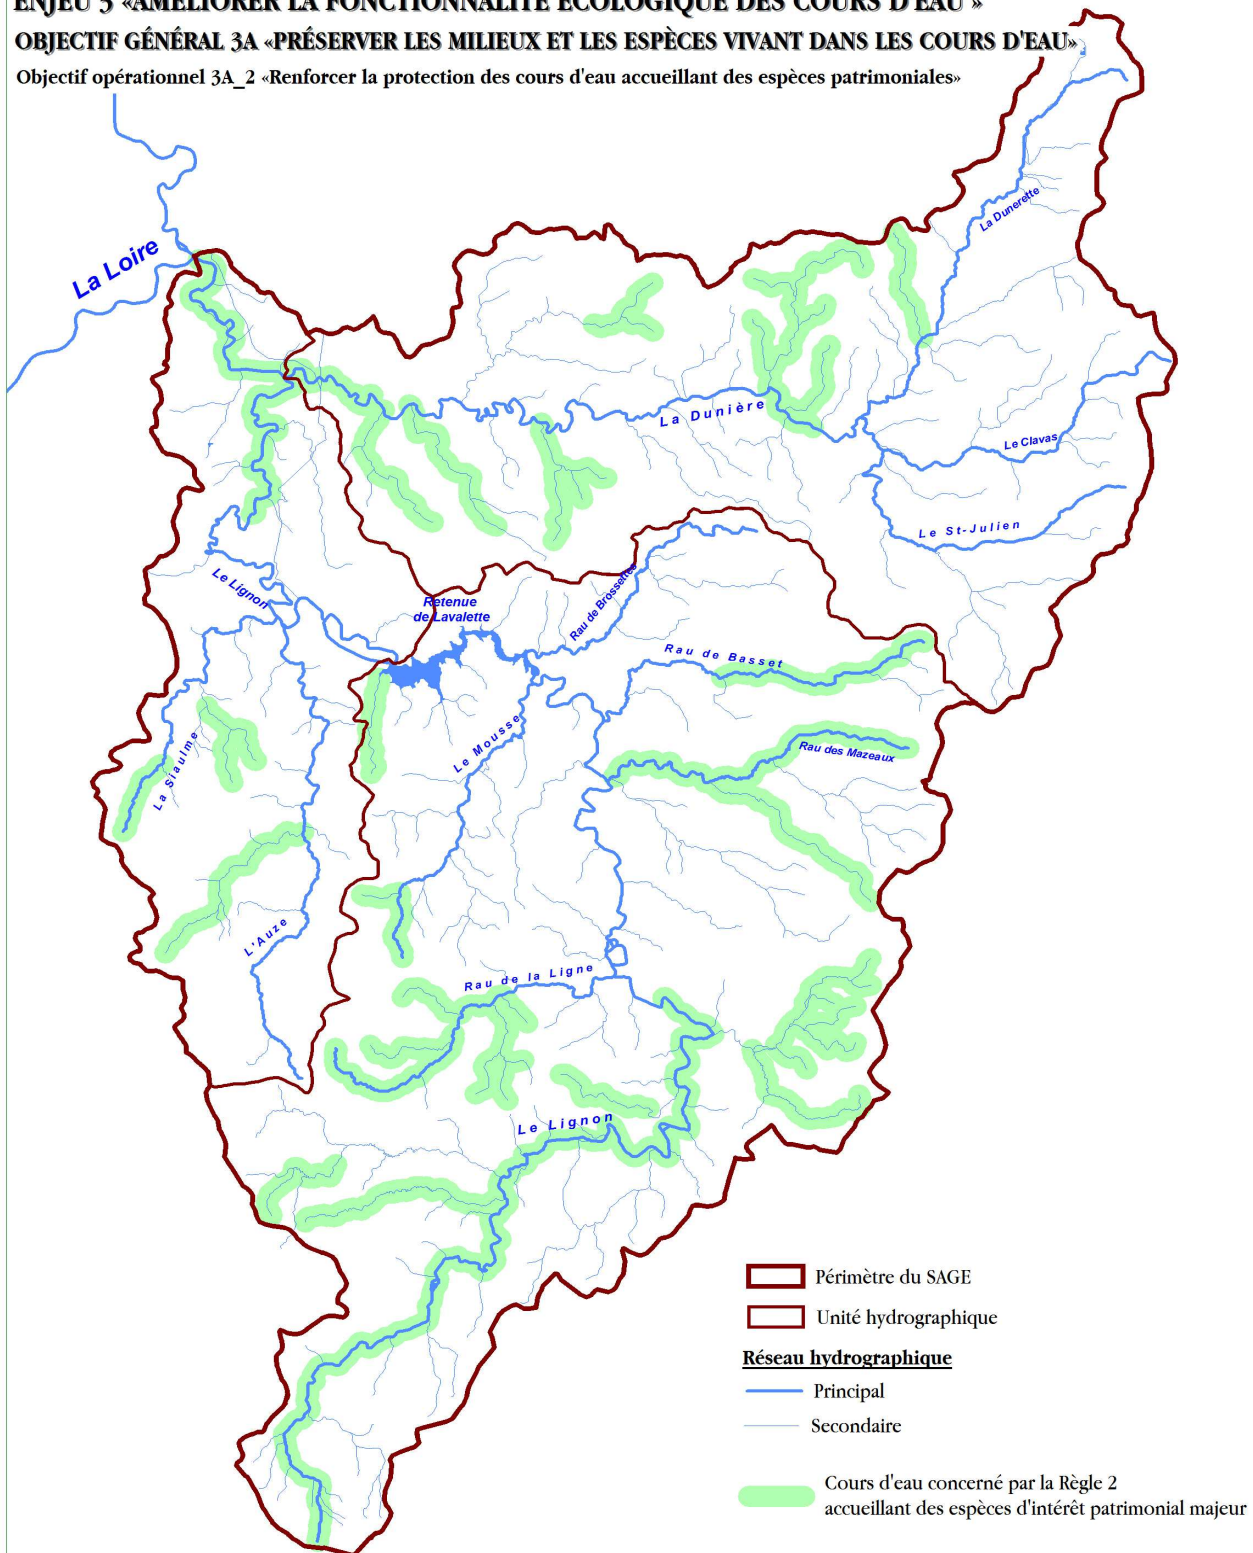 ENJEU 3 «AMÉLIORER LA FONCTIONNALITÉ ÉCOLOGIQUE DES COURS D'EAU »
OBJECTIF GÉNÉRAL 3A «PRÉSERVER LES MILIEUX ET LES ESPÈCES VIVANT DANS LES COURS D'EAU»
Objectif opérationnel 3A_2 «Renforcer la protection des cours d'eau accueillant des espèces patrimoniales»
La Dunerette
La Loire
La Dunière
Le Clavas
Le St-Julien
Le Lignon
Retenue
de Lavalette
Rau de Brossettes
Rau de Basset
Le Mousse
La Siaulme
Rau des Mazeaux
L'Auze
Rau de la Ligne
Le Lignon
Périmètre du SAGE
Unité hydrographique
Réseau hydrographique
Principal
Secondaire
Cours d'eau concerné par la Règle 2
accueillant des espèces d'intérêt patrimonial majeur